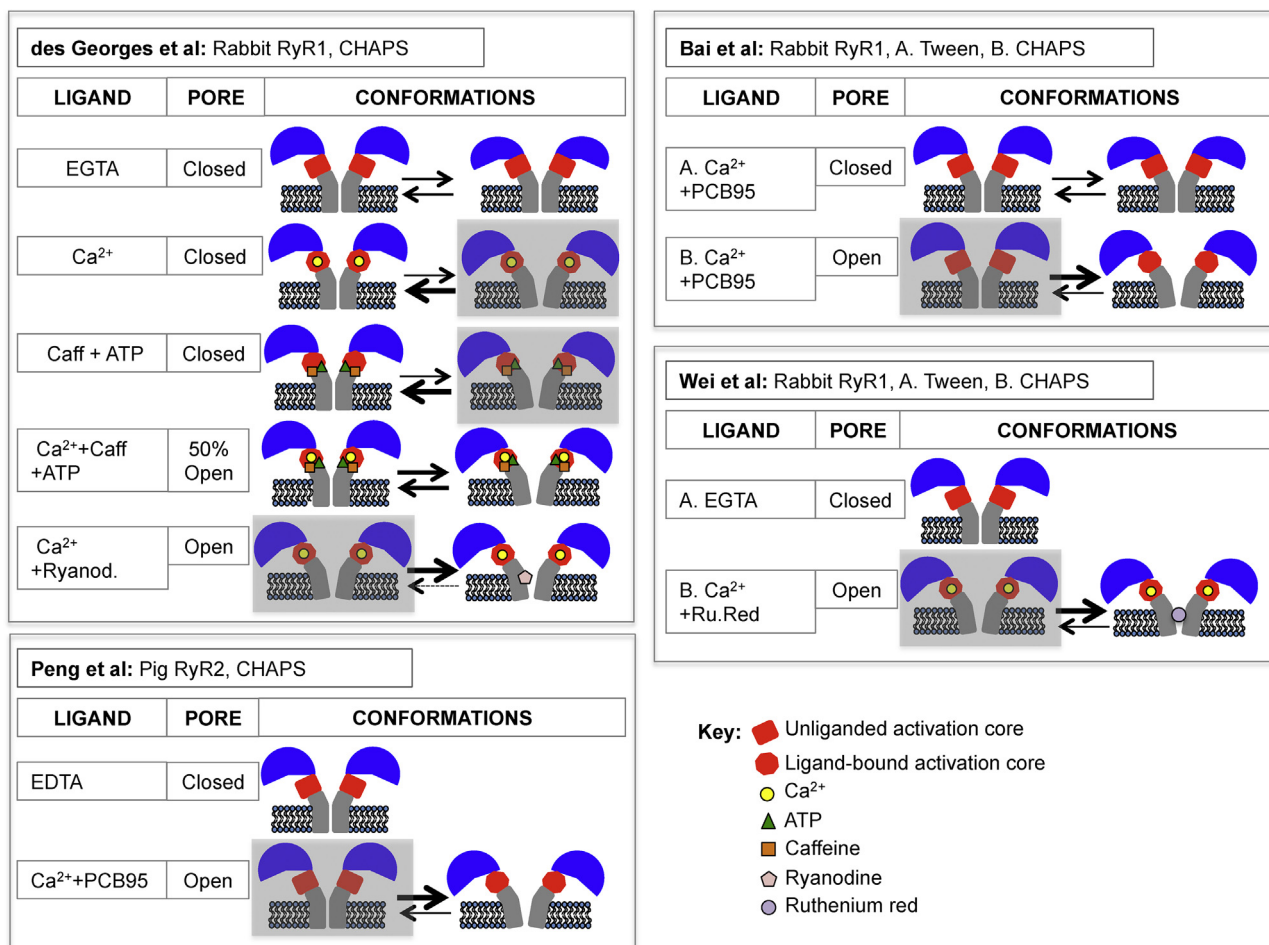 des Georges et al: Rabbit RyR1, CHAPS
LIGAND PORE CONFORMATIONS
EGTA Closed
Ca²⁺ Closed
Caff + ATP Closed
Ca²⁺+Caff
+ATP
50%
Open
Ca²⁺
+Ryanod.
Open
Peng et al: Pig RyR2, CHAPS
LIGAND PORE CONFORMATIONS
EDTA Closed
Ca²⁺+PCB95 Open
Bai et al: Rabbit RyR1, A. Tween, B. CHAPS
LIGAND PORE CONFORMATIONS
A. Ca²⁺
+PCB95
Closed
B. Ca²⁺
+PCB95
Open
Wei et al: Rabbit RyR1, A. Tween, B. CHAPS
LIGAND PORE CONFORMATIONS
A. EGTA Closed
B. Ca²⁺
+Ru.Red
Open
Key: Unliganded activation core
Ligand-bound activation core
Ca²⁺
ATP
Caffeine
Ryanodine
Ruthenium red